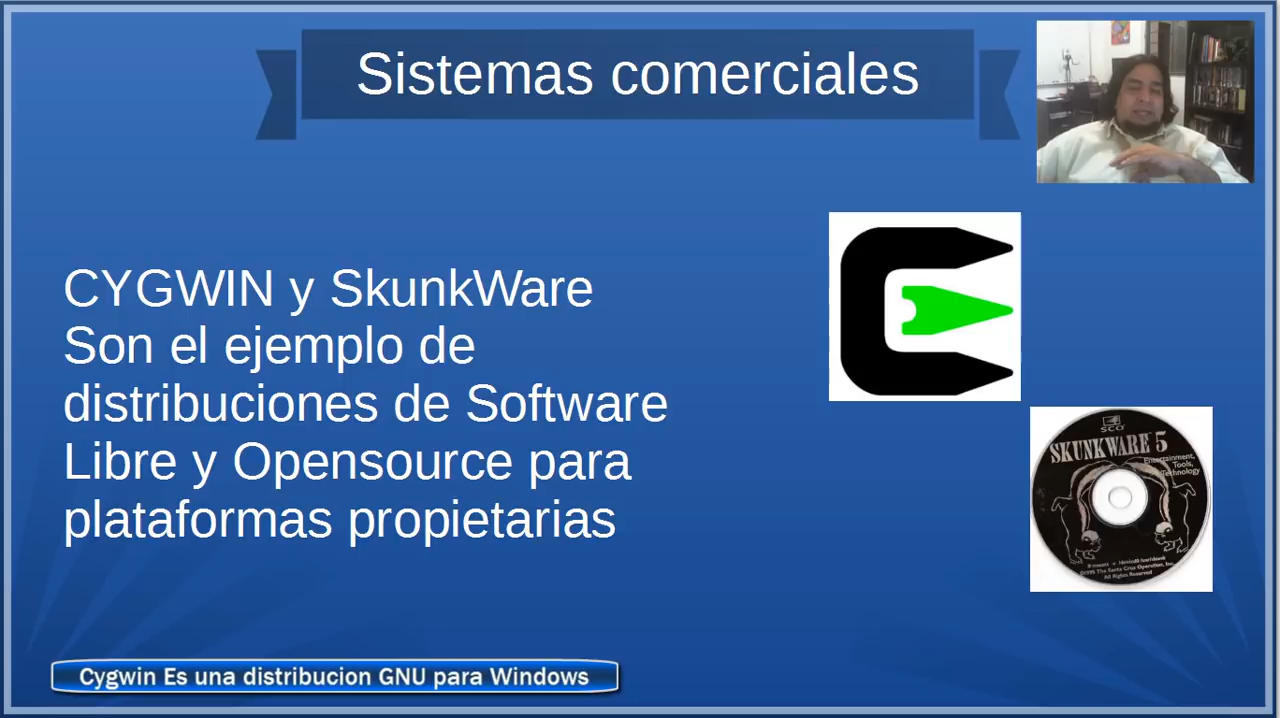 Sistemas comerciales
CYGWIN y SkunkWare
Son el ejemplo de
distribuciones de Software
Libre y Opensource para
plataformas propietarias
SCO
SKUNKWARE 5
Entertainment,
Tools,
Technology
©1995 The Santa Cruz Operation, Inc.
All Rights Reserved
Cygwin Es una distribucion GNU para Windows